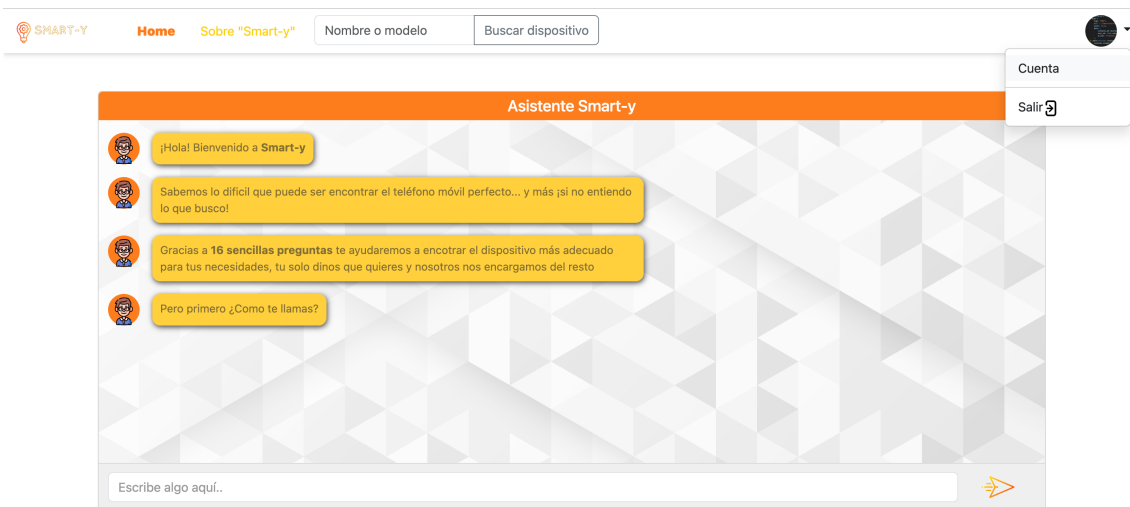 SMART-Y
Home
Sobre "Smart-y"
Nombre o modelo
Buscar dispositivo
Cuenta
Salir
Asistente Smart-y
¡Hola! Bienvenido a Smart-y
Sabemos lo dificil que puede ser encontrar el teléfono móvil perfecto... y más ¡si no entiendo
lo que busco!
Gracias a 16 sencillas preguntas te ayudaremos a encotrar el dispositivo más adecuado
para tus necesidades, tu solo dinos que quieres y nosotros nos encargamos del resto
Pero primero ¿Como te llamas?
Escribe algo aquí..